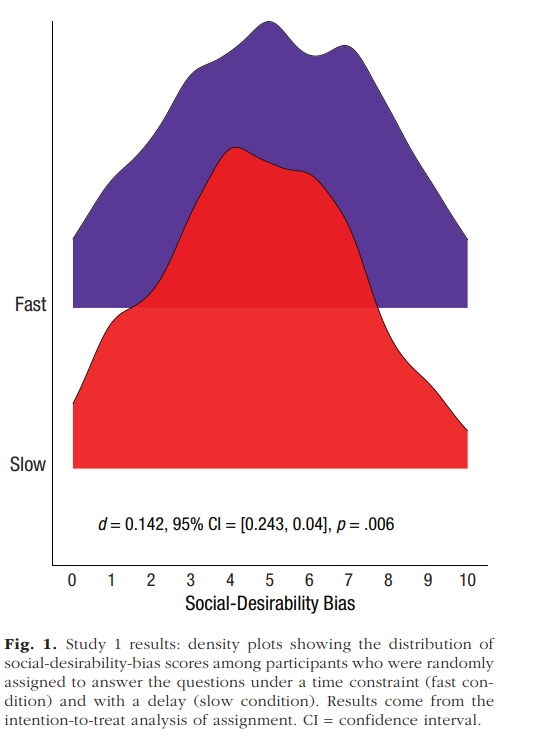 Fast
Slow
d = 0.142, 95% CI = [0.243, 0.04], p = .006
0 1 2 3 4 5 6 7 8 9 10
Social-Desirability Bias
Fig. 1. Study 1 results: density plots showing the distribution of
social-desirability-bias scores among participants who were randomly
assigned to answer the questions under a time constraint (fast con-
dition) and with a delay (slow condition). Results come from the
intention-to-treat analysis of assignment. CI = confidence interval.